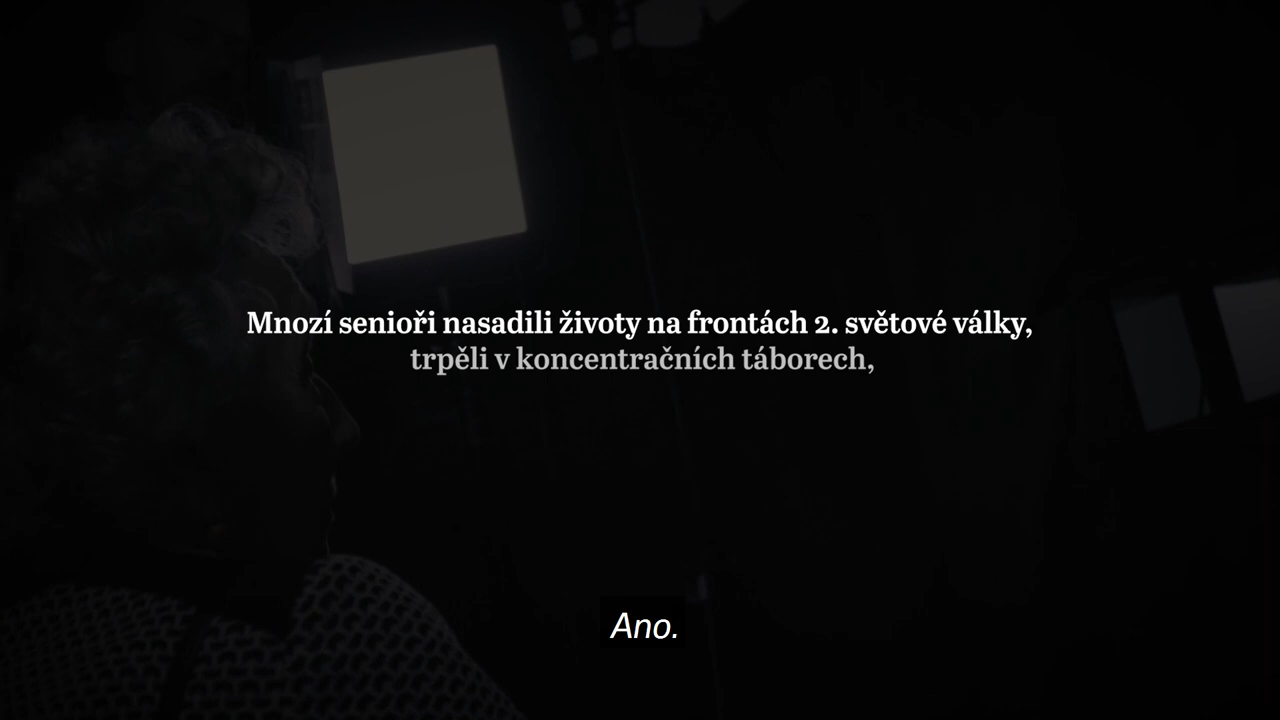 Mnozí senioři nasadili životy na frontách 2. světové války,
trpěli v koncentračních táborech,
Ano.